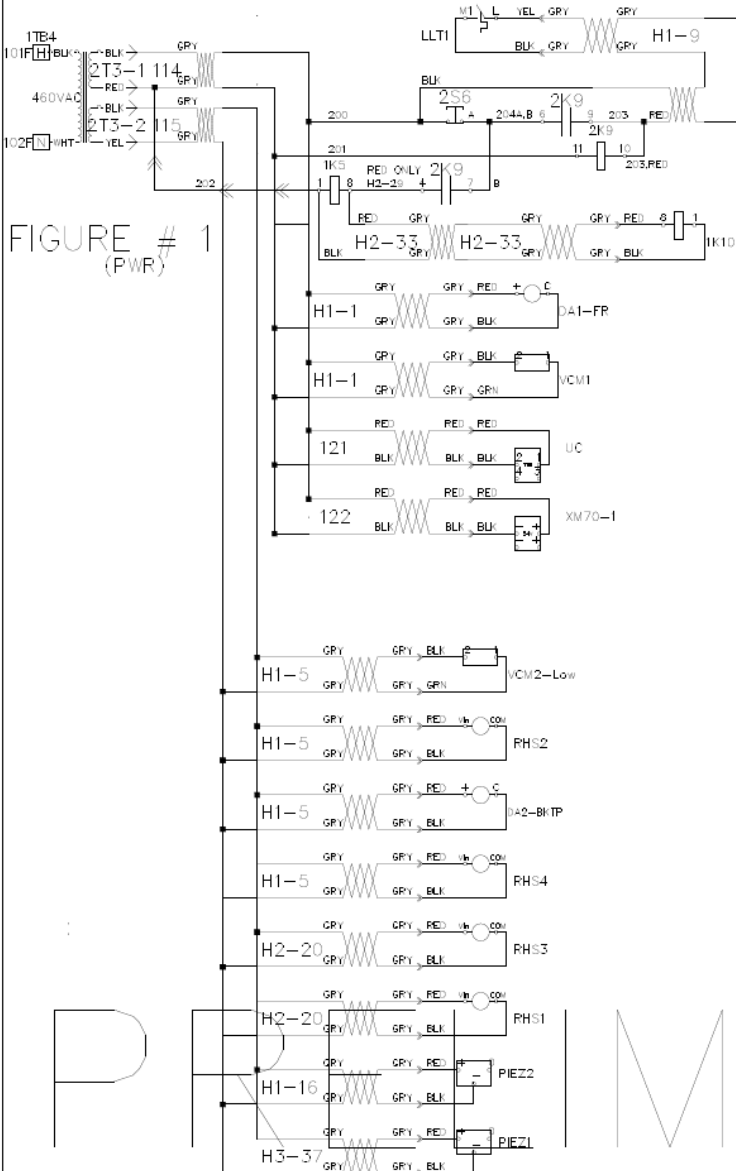 M1 L YEL GRY GRY
LLT1 H1-9
BLK GRY GRY
1TB4
101F H BLK BLK GRY
2T3-1 114
RED GRY
460VAC
BLK GRY
2T3-2 115
102F N WHT YEL GRY
BLK
2S6 2K9
200 A 204A,B 6 9 203 RED
2K9
201 11 10
203,RED
1K5 RED ONLY 2K9
202 1 8 H2-29 4 7 B
FIGURE # 1
(PWR)
RED GRY GRY RED 8 1
H2-33 H2-33 1K10
BLK GRY GRY BLK
GRY GRY RED + C
H1-1 DA1-FR
GRY GRY BLK
GRY GRY BLK 2 1
H1-1 VCM1
GRY GRY GRN
RED RED RED
121 UC
BLK BLK BLK
RED RED RED
122 XM70-1
BLK BLK BLK
GRY GRY BLK 2 1
H1-5 VCM2-Low
GRY GRY GRN
GRY GRY RED Vin COM
H1-5 RHS2
GRY GRY BLK
GRY GRY RED + C
H1-5 DA2-BKTP
GRY GRY BLK
GRY GRY RED Vin COM
H1-5 RHS4
GRY GRY BLK
GRY GRY RED Vin COM
H2-20 RHS3
GRY GRY BLK
GRY GRY RED Vin COM
H2-20 RHS1
GRY GRY BLK
GRY GRY RED +
H1-16 PIEZ2
GRY GRY BLK -
GRY GRY RED +
H3-37 PIEZ1
GRY GRY BLK -
P R I M